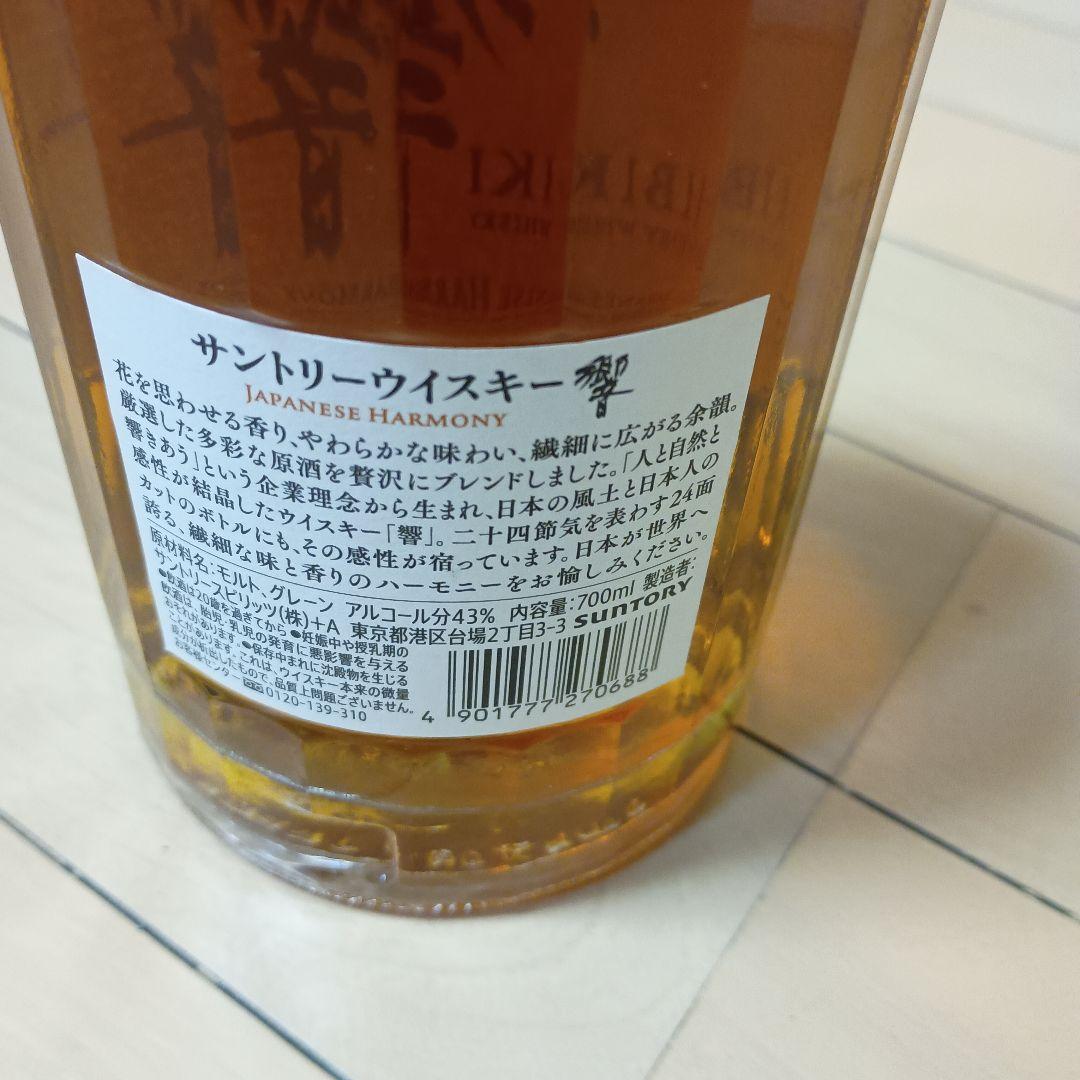 サントリーウイスキー 響
JAPANESE HARMONY
花を思わせる香り、やわらかな味わい、繊細に広がる余韻。
厳選した多彩な原酒を贅沢にブレンドしました。「人と自然と
響きあう」という企業理念から生まれ、日本の風土と日本人の
感性が結晶したウイスキー「響」。二十四節気を表わす24面
カットのボトルにも、その感性が宿っています。日本が世界へ
誇る、繊細な味と香りのハーモニーをお愉しみください。
原材料名:モルト、グレーン アルコール分43% 内容量:700ml 製造者:
サントリースピリッツ(株)+A 東京都港区台場2丁目3-3 SUNTORY
●飲酒は20歳を過ぎてから ●妊娠中や授乳期の
飲酒は、胎児・乳児の発育に悪影響を与える
おそれがあります。●保存中まれに沈殿物を生じる
ことがあります。これは、ウイスキー本来の微量
成分が析出したもので、品質上問題ございません。
お客様センター 0120-139-310
4 901777 270688